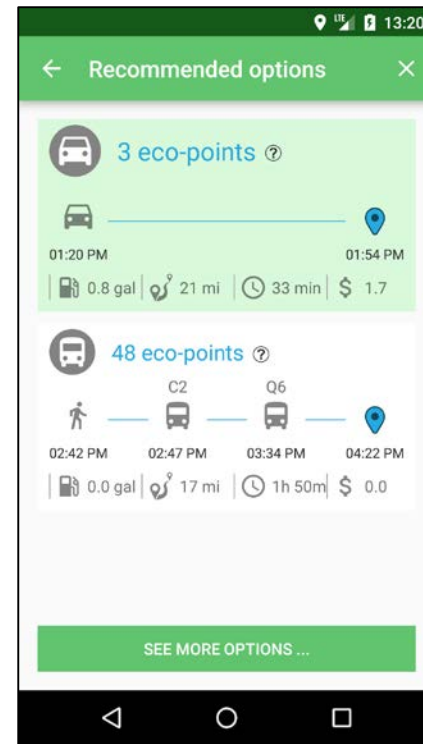 LTE 13:20
Recommended options
3 eco-points ?
01:20 PM 01:54 PM
0.8 gal 21 mi 33 min $ 1.7
48 eco-points ?
C2 Q6
02:42 PM 02:47 PM 03:34 PM 04:22 PM
0.0 gal 17 mi 1h 50m $ 0.0
SEE MORE OPTIONS ...